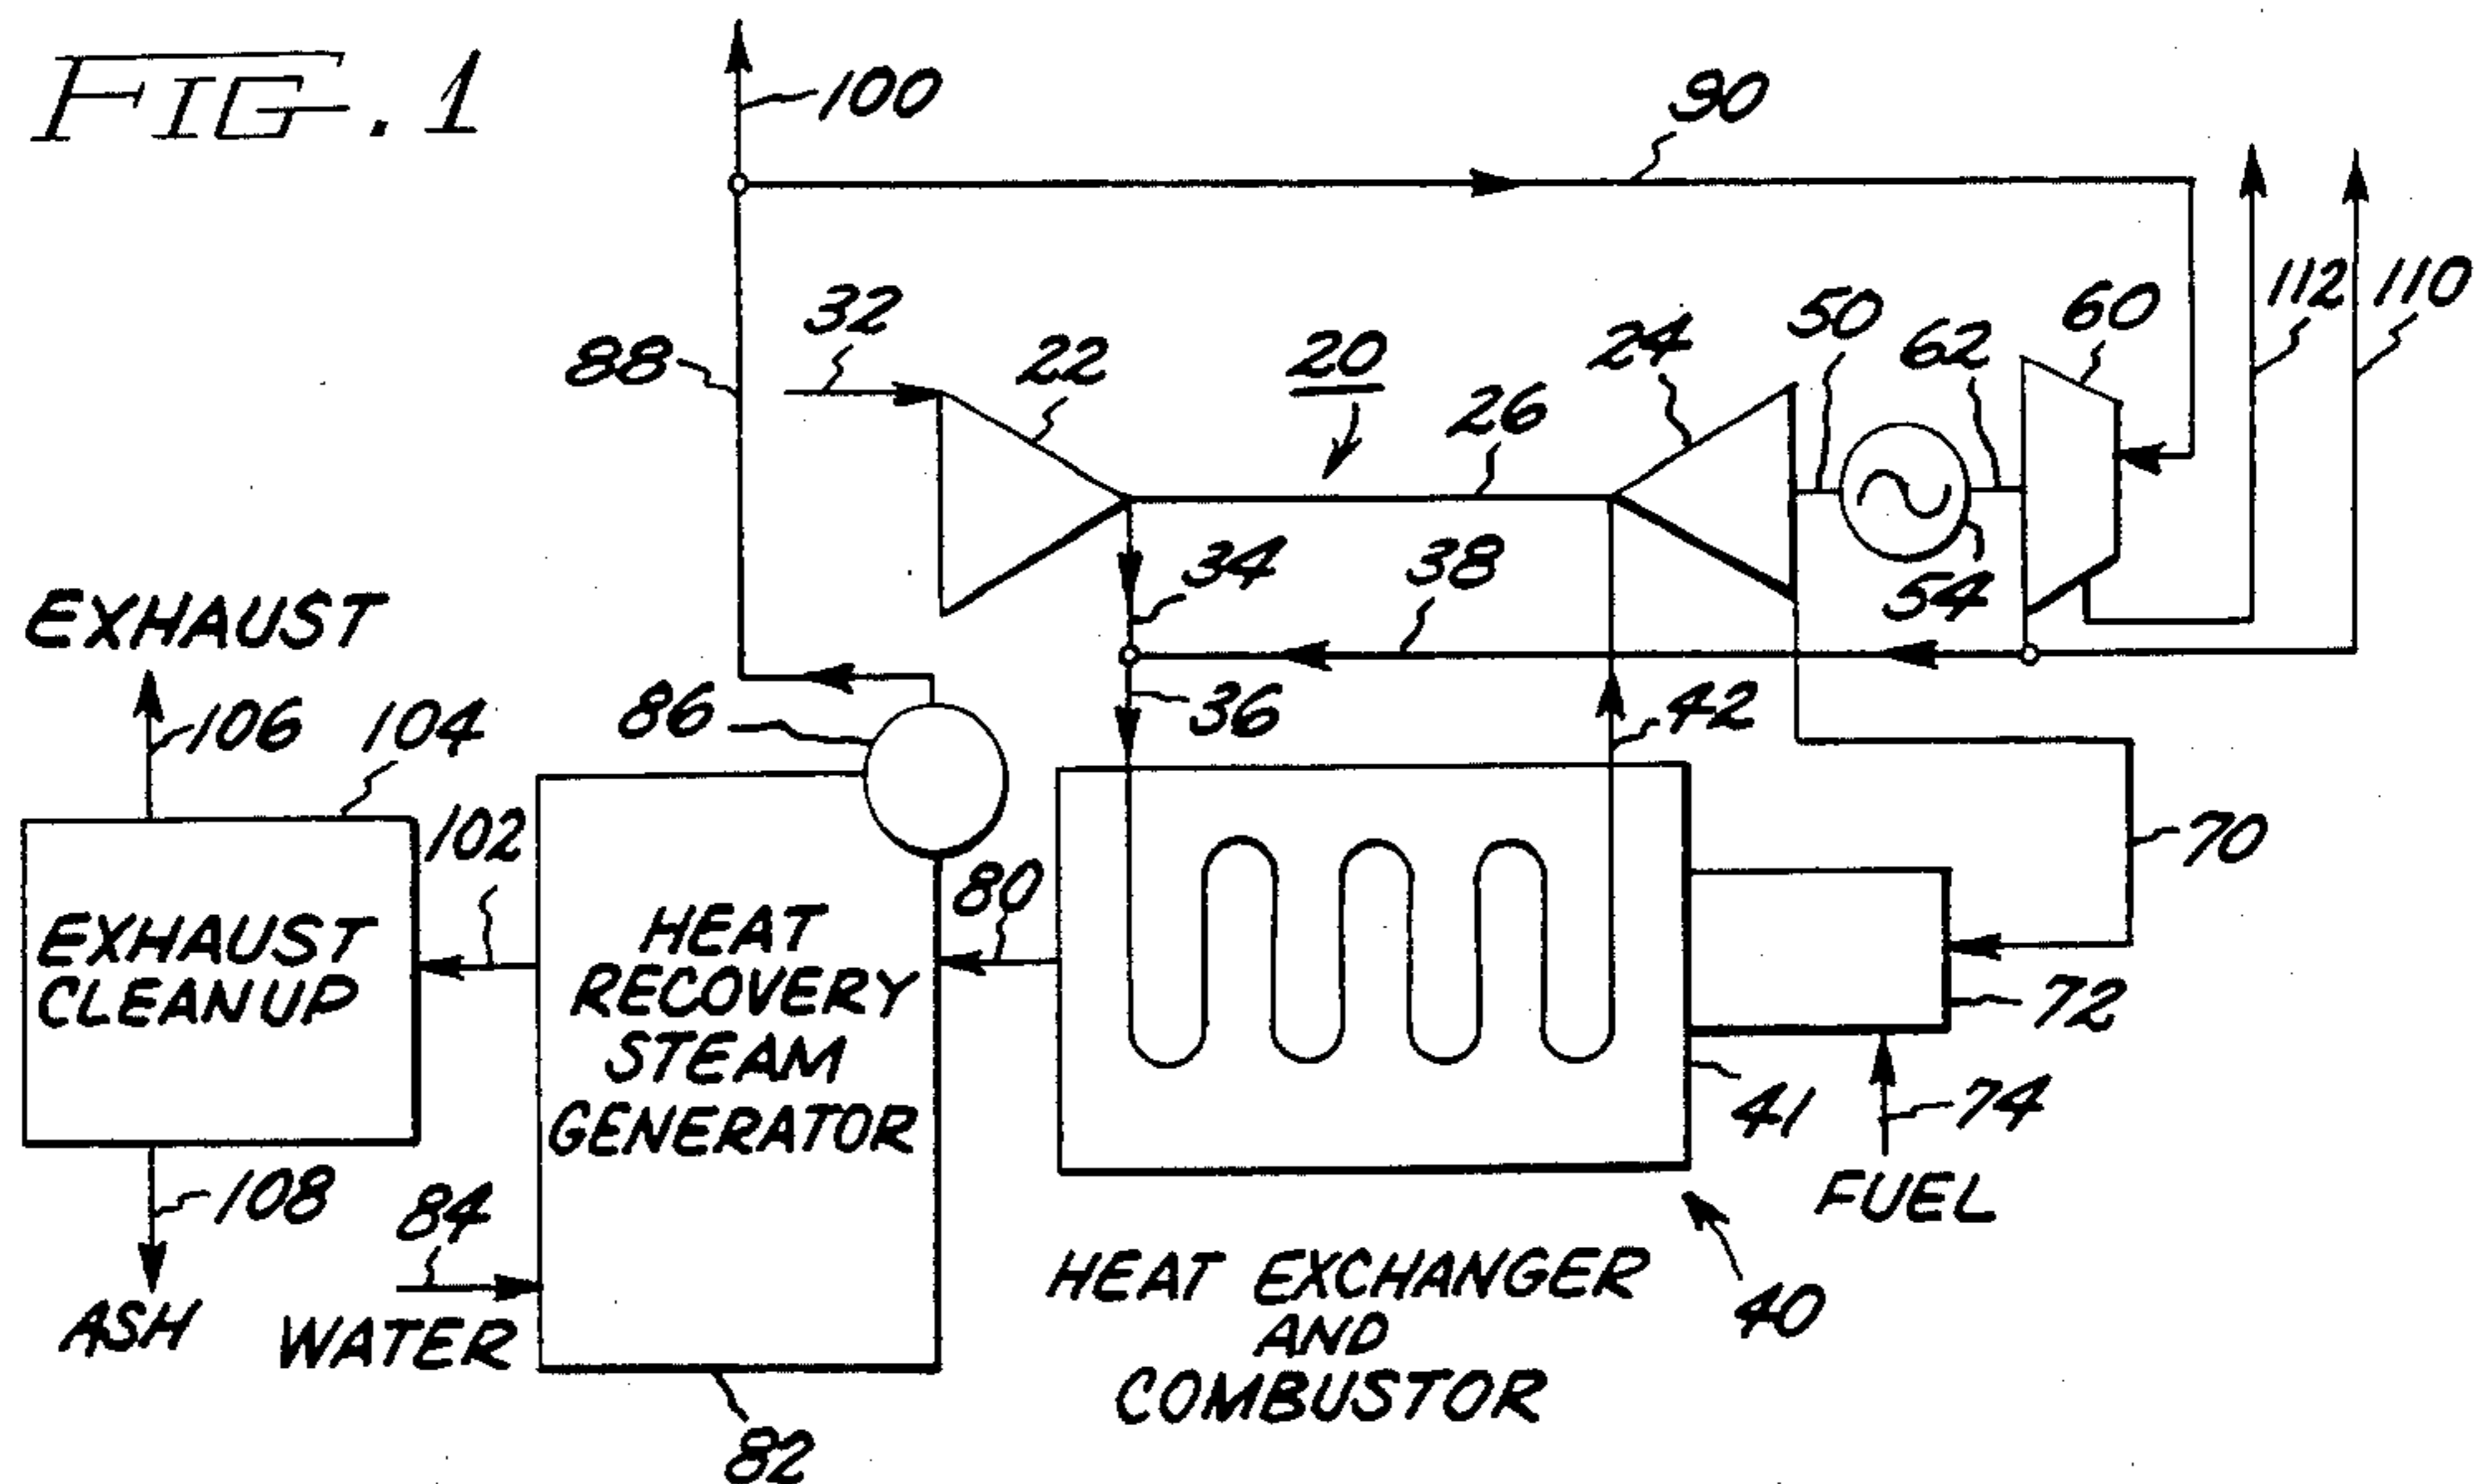 FIG. 1
100
90
112
110
32
22
20
26
24
50
62
60
88
34
38
54
EXHAUST
106
104
86
36
42
102
80
70
EXHAUST
CLEANUP
HEAT
RECOVERY
STEAM
GENERATOR
72
41
74
FUEL
108
84
ASH
WATER
HEAT EXCHANGER
AND
COMBUSTOR
40
82